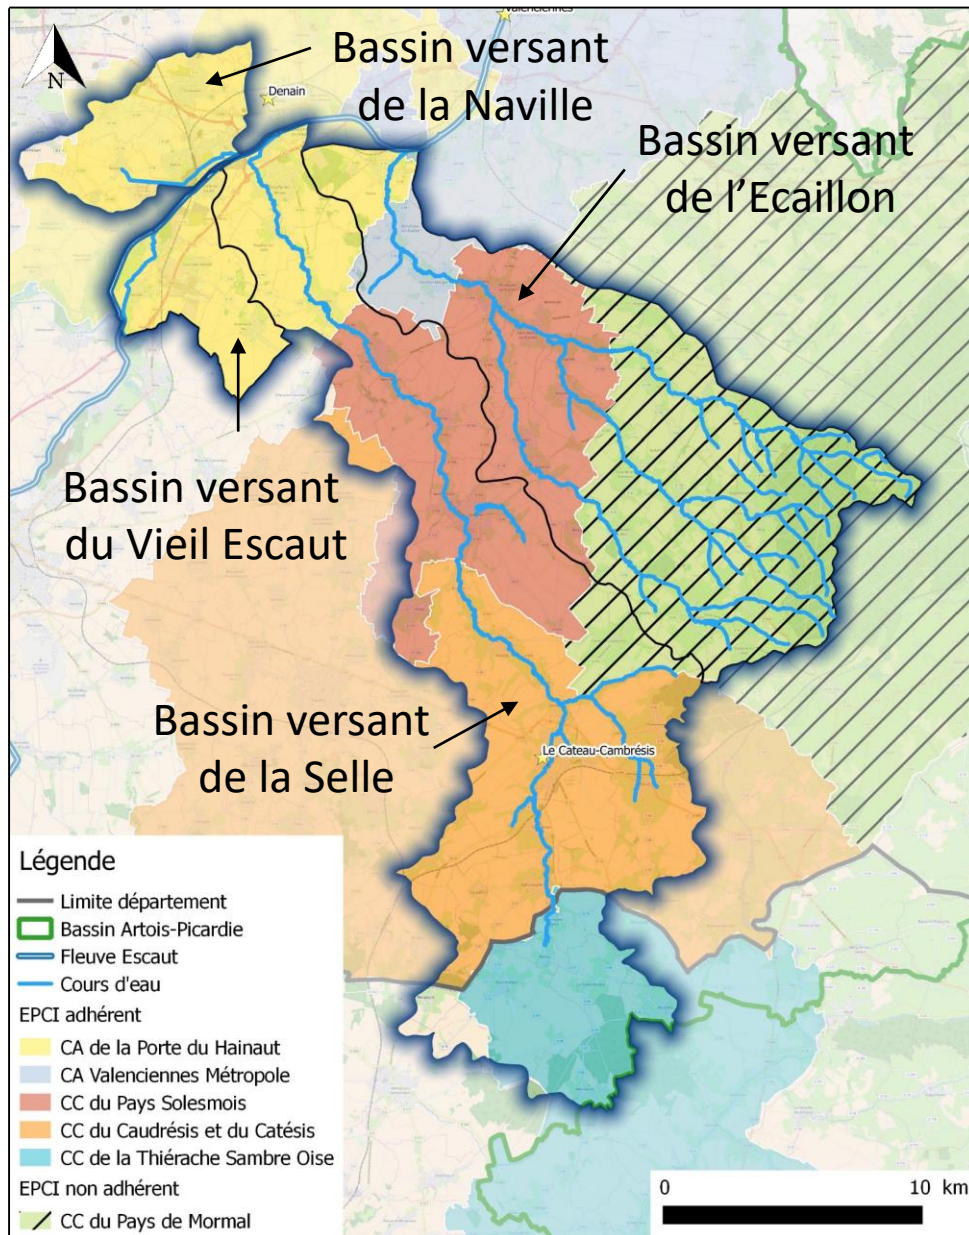 Valenciennes
Bassin versant
de la Naville
N
Denain
Bassin versant
de l'Ecaillon
Bassin versant
du Vieil Escaut
Bassin versant
de la Selle
Le Cateau-Cambrésis
Légende
Limite département
Bassin Artois-Picardie
Fleuve Escaut
Cours d'eau
EPCI adhérent
CA de la Porte du Hainaut
CA Valenciennes Métropole
CC du Pays Solesmois
CC du Caudrésis et du Catésis
CC de la Thiérache Sambre Oise
EPCI non adhérent
CC du Pays de Mormal
0 10 km